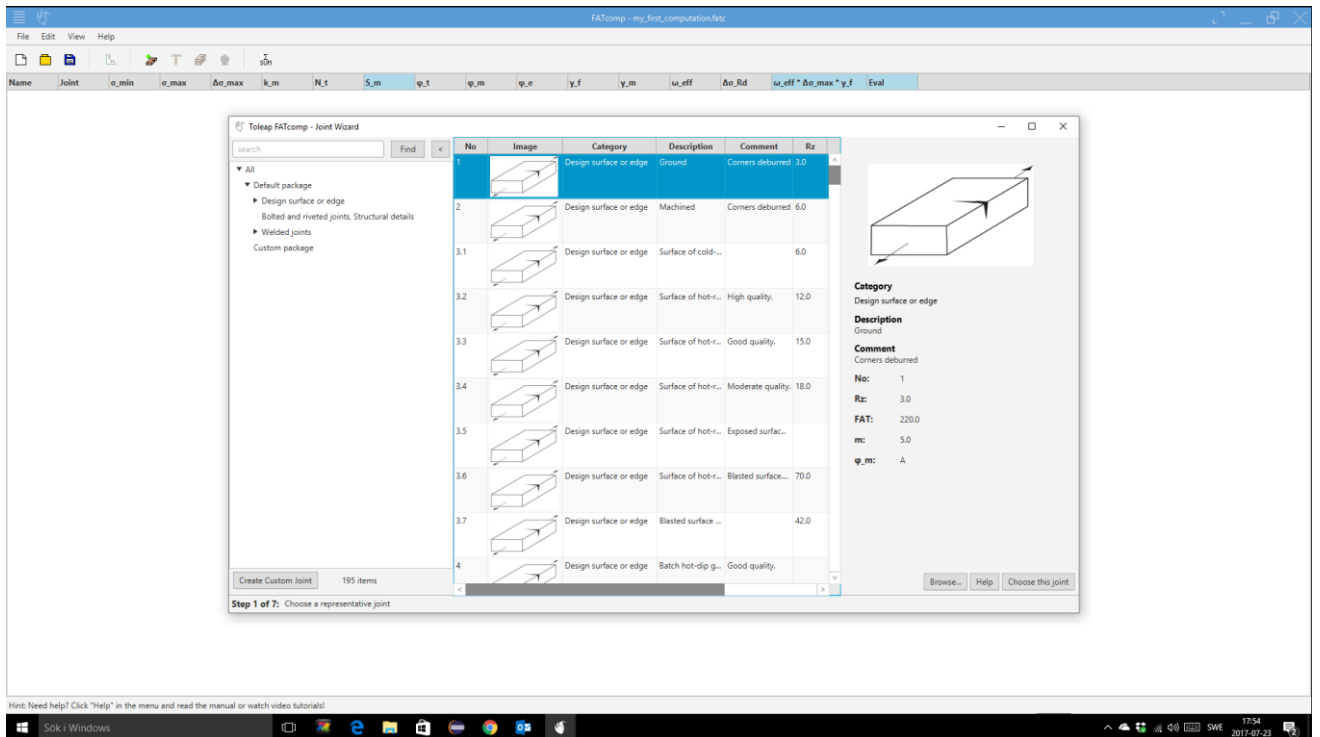 FATcomp - my_first_computation.fatc
File Edit View Help
SUM
Name Joint σ_min σ_max Δσ_max k_m N_t S_m φ_t φ_m φ_e γ_f γ_m ω_eff Δσ_Rd ω_eff * Δσ_max * γ_f Eval
Toleap FATcomp - Joint Wizard
search Find <
All
Default package
Design surface or edge
Bolted and riveted joints, Structural details
Welded joints
Custom package
No Image Category Description Comment Rz
1 Design surface or edge Ground Corners deburred 3.0
2 Design surface or edge Machined Corners deburred 6.0
3.1 Design surface or edge Surface of cold-... 6.0
3.2 Design surface or edge Surface of hot-r... High quality. 12.0
3.3 Design surface or edge Surface of hot-r... Good quality. 15.0
3.4 Design surface or edge Surface of hot-r... Moderate quality. 18.0
3.5 Design surface or edge Surface of hot-r... Exposed surfac...
3.6 Design surface or edge Surface of hot-r... Blasted surface... 70.0
3.7 Design surface or edge Blasted surface ... 42.0
4 Design surface or edge Batch hot-dip g... Good quality.
Category
Design surface or edge
Description
Ground
Comment
Corners deburred
No: 1
Rz: 3.0
FAT: 220.0
m: 5.0
φ_m: A
Create Custom Joint 195 items
Browse... Help Choose this joint
Step 1 of 7: Choose a representative joint
Hint: Need help? Click "Help" in the menu and read the manual or watch video tutorials!
Sök i Windows
SWE
17:54
2017-07-23